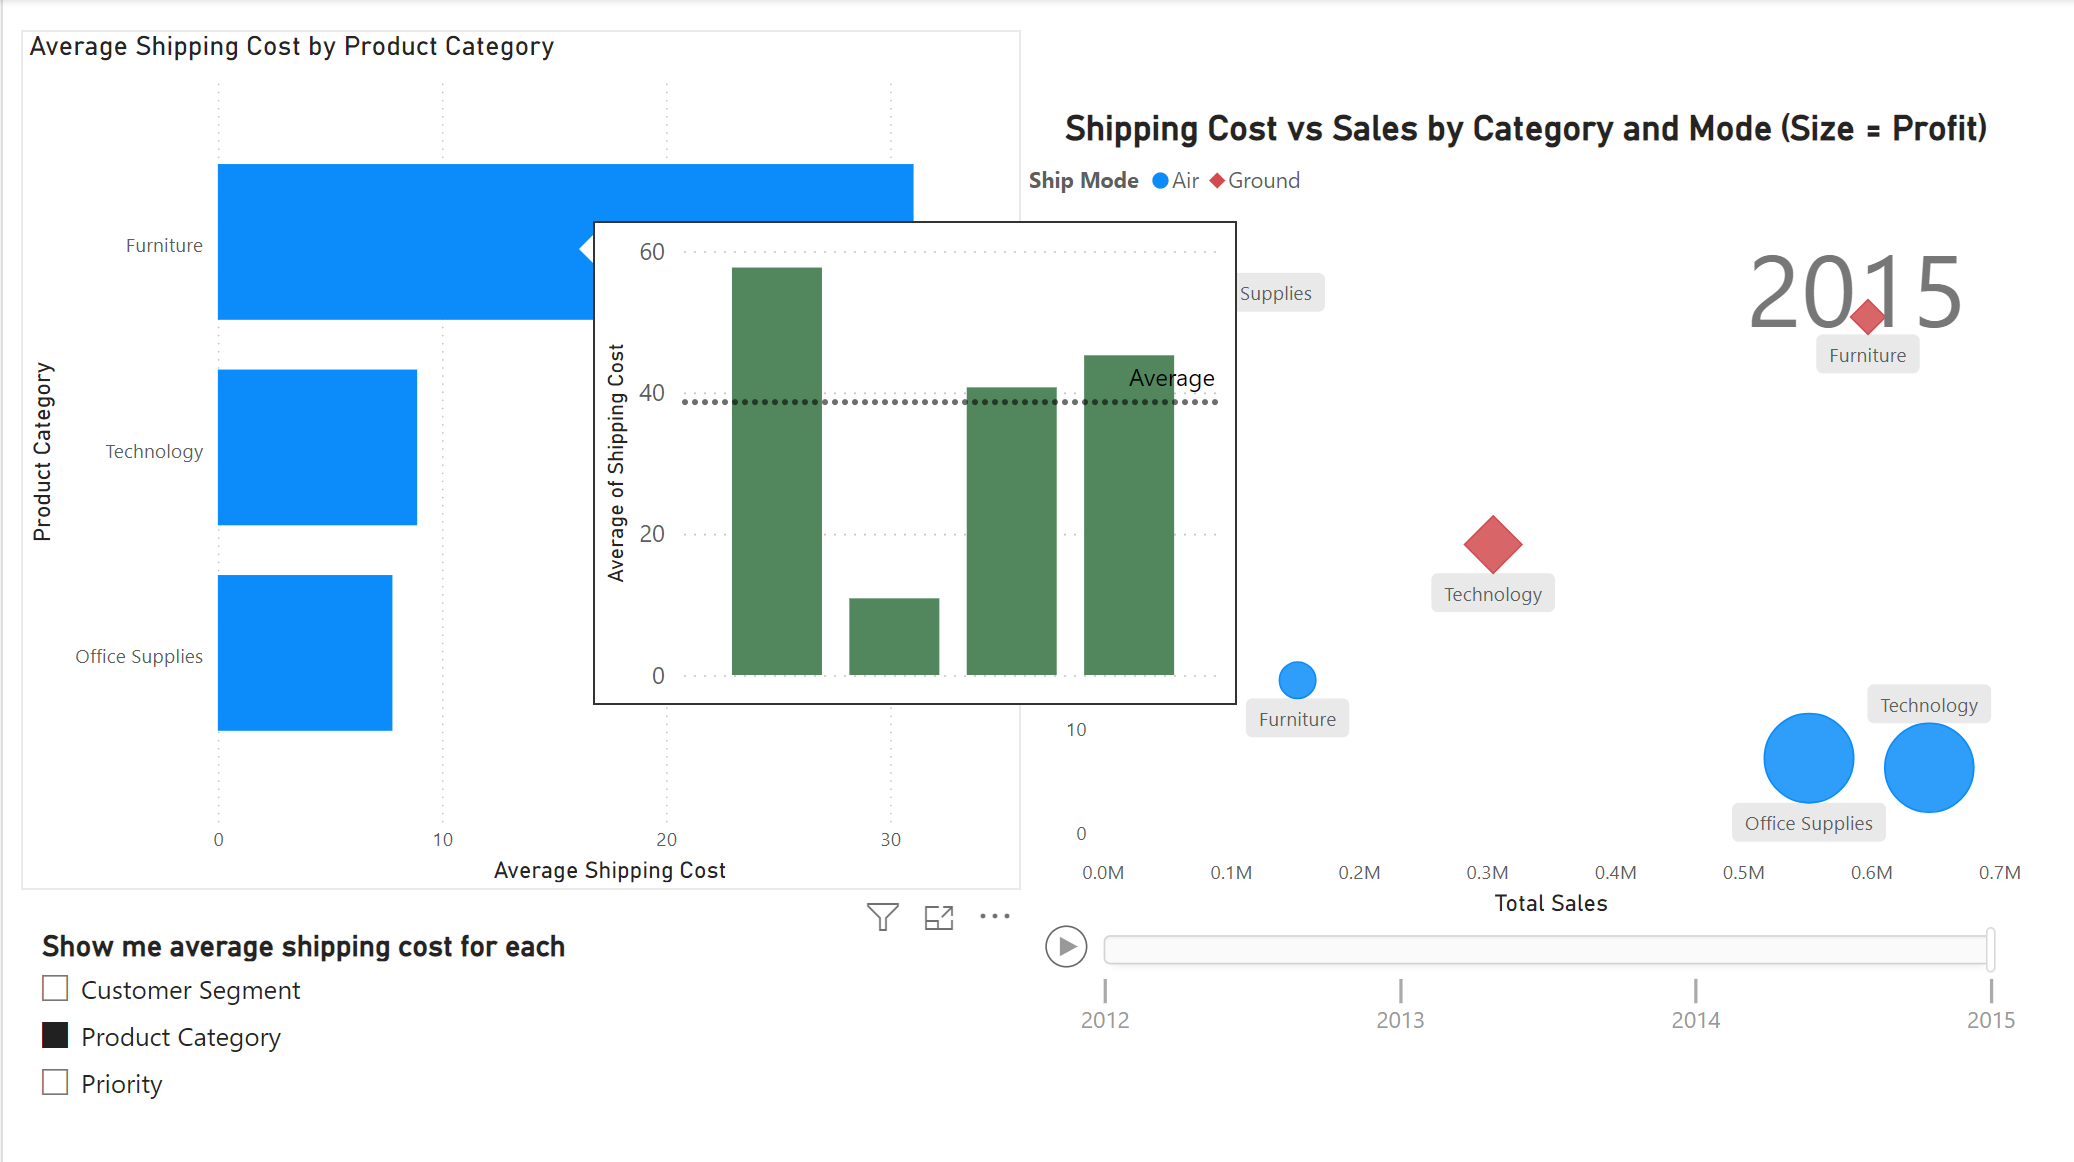 Average Shipping Cost by Product Category
Product Category
Furniture
Technology
Office Supplies
0
10
20
30
Average Shipping Cost
60
40
20
0
Average of Shipping Cost
Average
Shipping Cost vs Sales by Category and Mode (Size = Profit)
Ship Mode Air Ground
2015
Supplies
Furniture
Technology
Furniture
Technology
Office Supplies
10
0
0.0M
0.1M
0.2M
0.3M
0.4M
0.5M
0.6M
0.7M
Total Sales
2012
2013
2014
2015
Show me average shipping cost for each
Customer Segment
Product Category
Priority